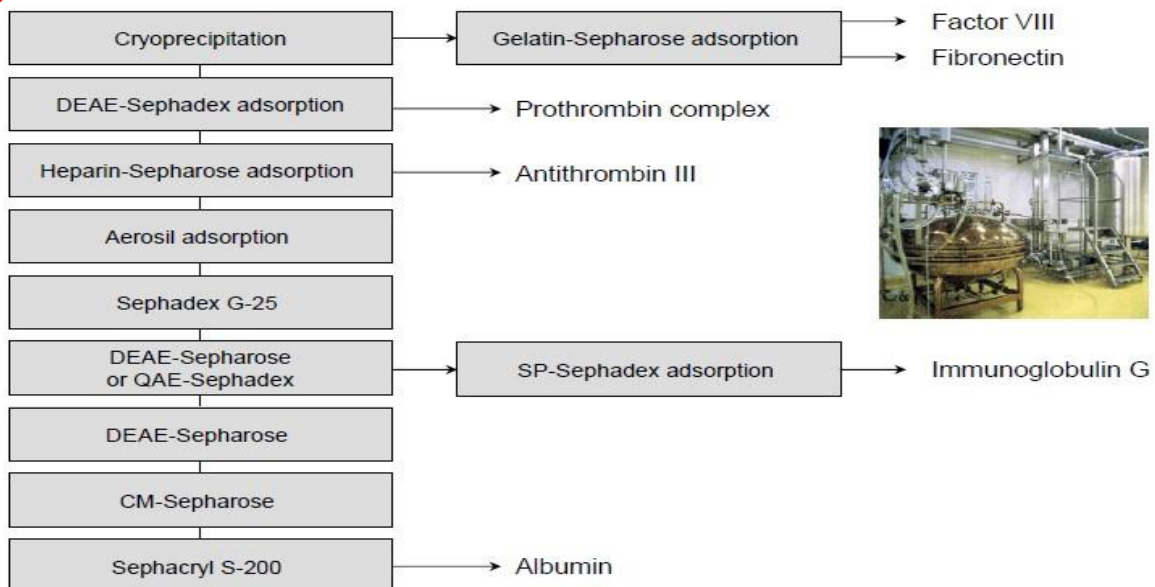 Cryoprecipitation
Gelatin-Sepharose adsorption
Factor VIII
Fibronectin
DEAE-Sephadex adsorption
Prothrombin complex
Heparin-Sepharose adsorption
Antithrombin III
Aerosil adsorption
Sephadex G-25
DEAE-Sepharose
or QAE-Sephadex
SP-Sephadex adsorption
Immunoglobulin G
DEAE-Sepharose
CM-Sepharose
Sephacryl S-200
Albumin